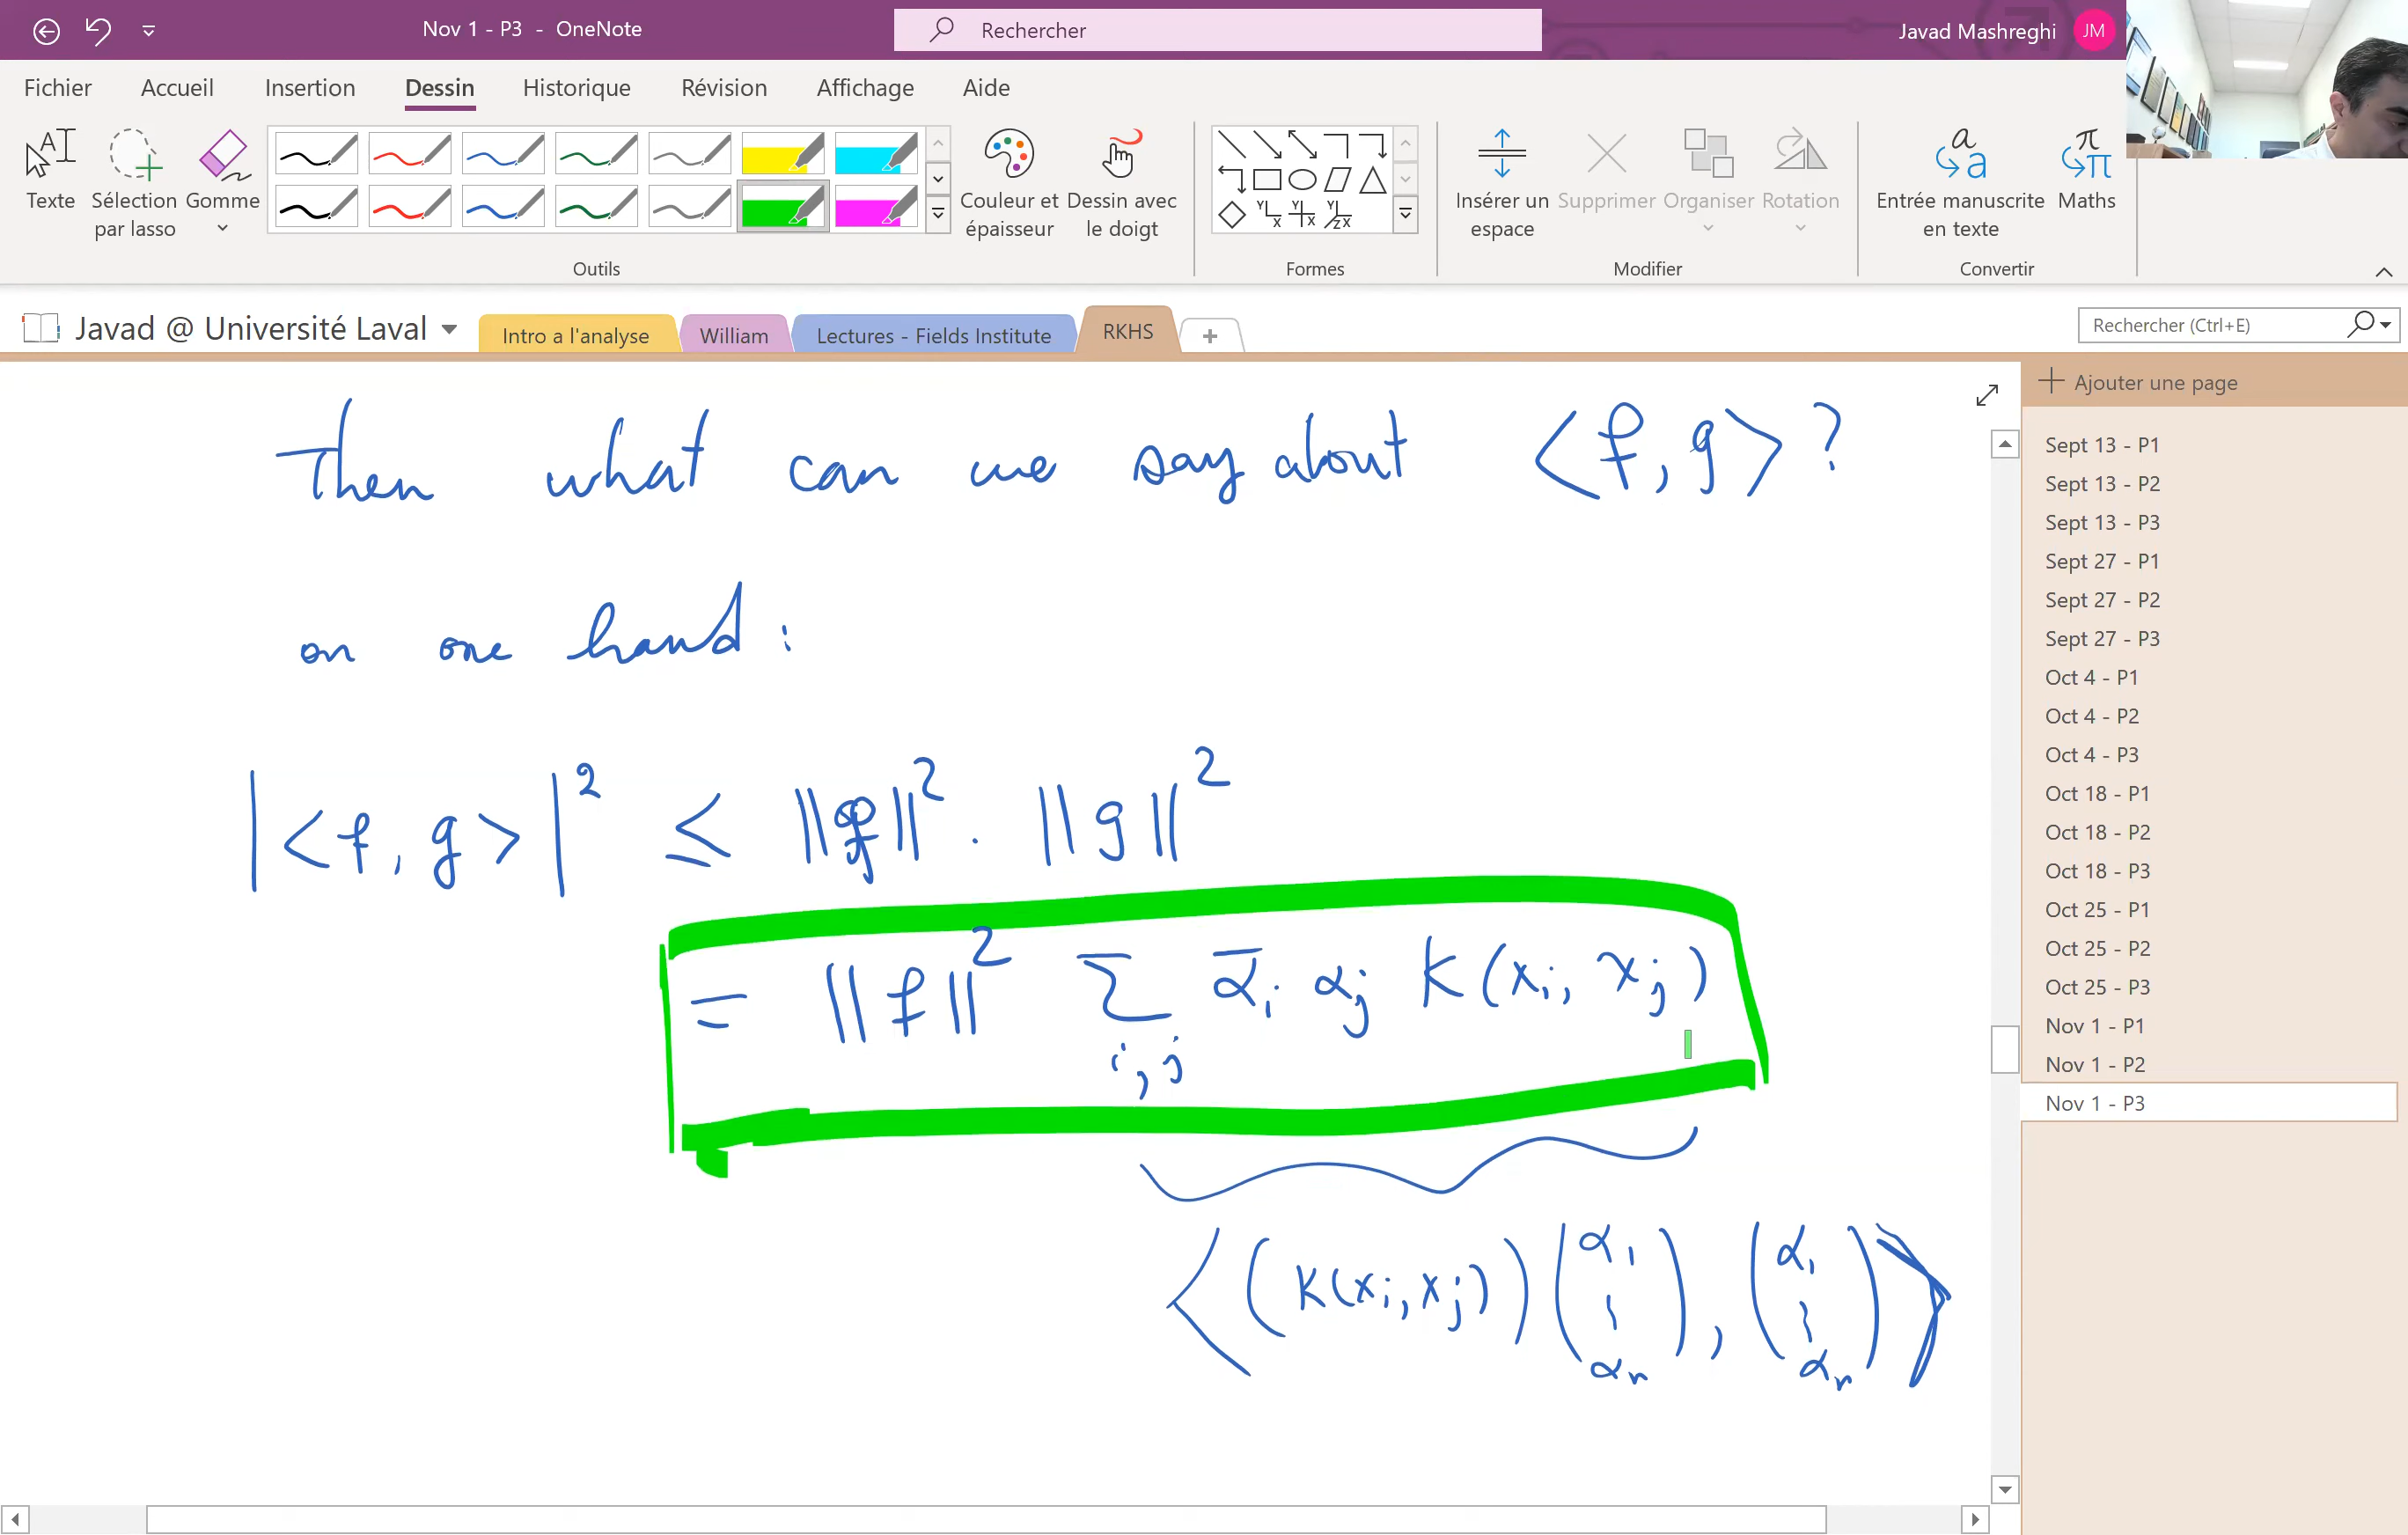 Nov 1 - P3 - OneNote
Rechercher
Javad Mashreghi JM
Fichier Accueil Insertion Dessin Historique Révision Affichage Aide
Texte
Sélection par lasso
Gomme
Outils
Couleur et épaisseur
Dessin avec le doigt
Formes
Insérer un espace
Supprimer
Organiser
Rotation
Modifier
Entrée manuscrite en texte
Maths
Convertir
Javad @ Université Laval
Intro a l'analyse
William
Lectures - Fields Institute
RKHS
Rechercher (Ctrl+E)
Then what can we say about <f, g> ?
on one hand :
|<f, g>|² ≤ ||f||² . ||g||²
= ||f||² Σ_{i,j} ᾱ_i α_j K(x_i, x_j)
< (K(x_i, x_j)) (α_1 ⋮ α_n), (α_1 ⋮ α_n) >
Ajouter une page
Sept 13 - P1
Sept 13 - P2
Sept 13 - P3
Sept 27 - P1
Sept 27 - P2
Sept 27 - P3
Oct 4 - P1
Oct 4 - P2
Oct 4 - P3
Oct 18 - P1
Oct 18 - P2
Oct 18 - P3
Oct 25 - P1
Oct 25 - P2
Oct 25 - P3
Nov 1 - P1
Nov 1 - P2
Nov 1 - P3